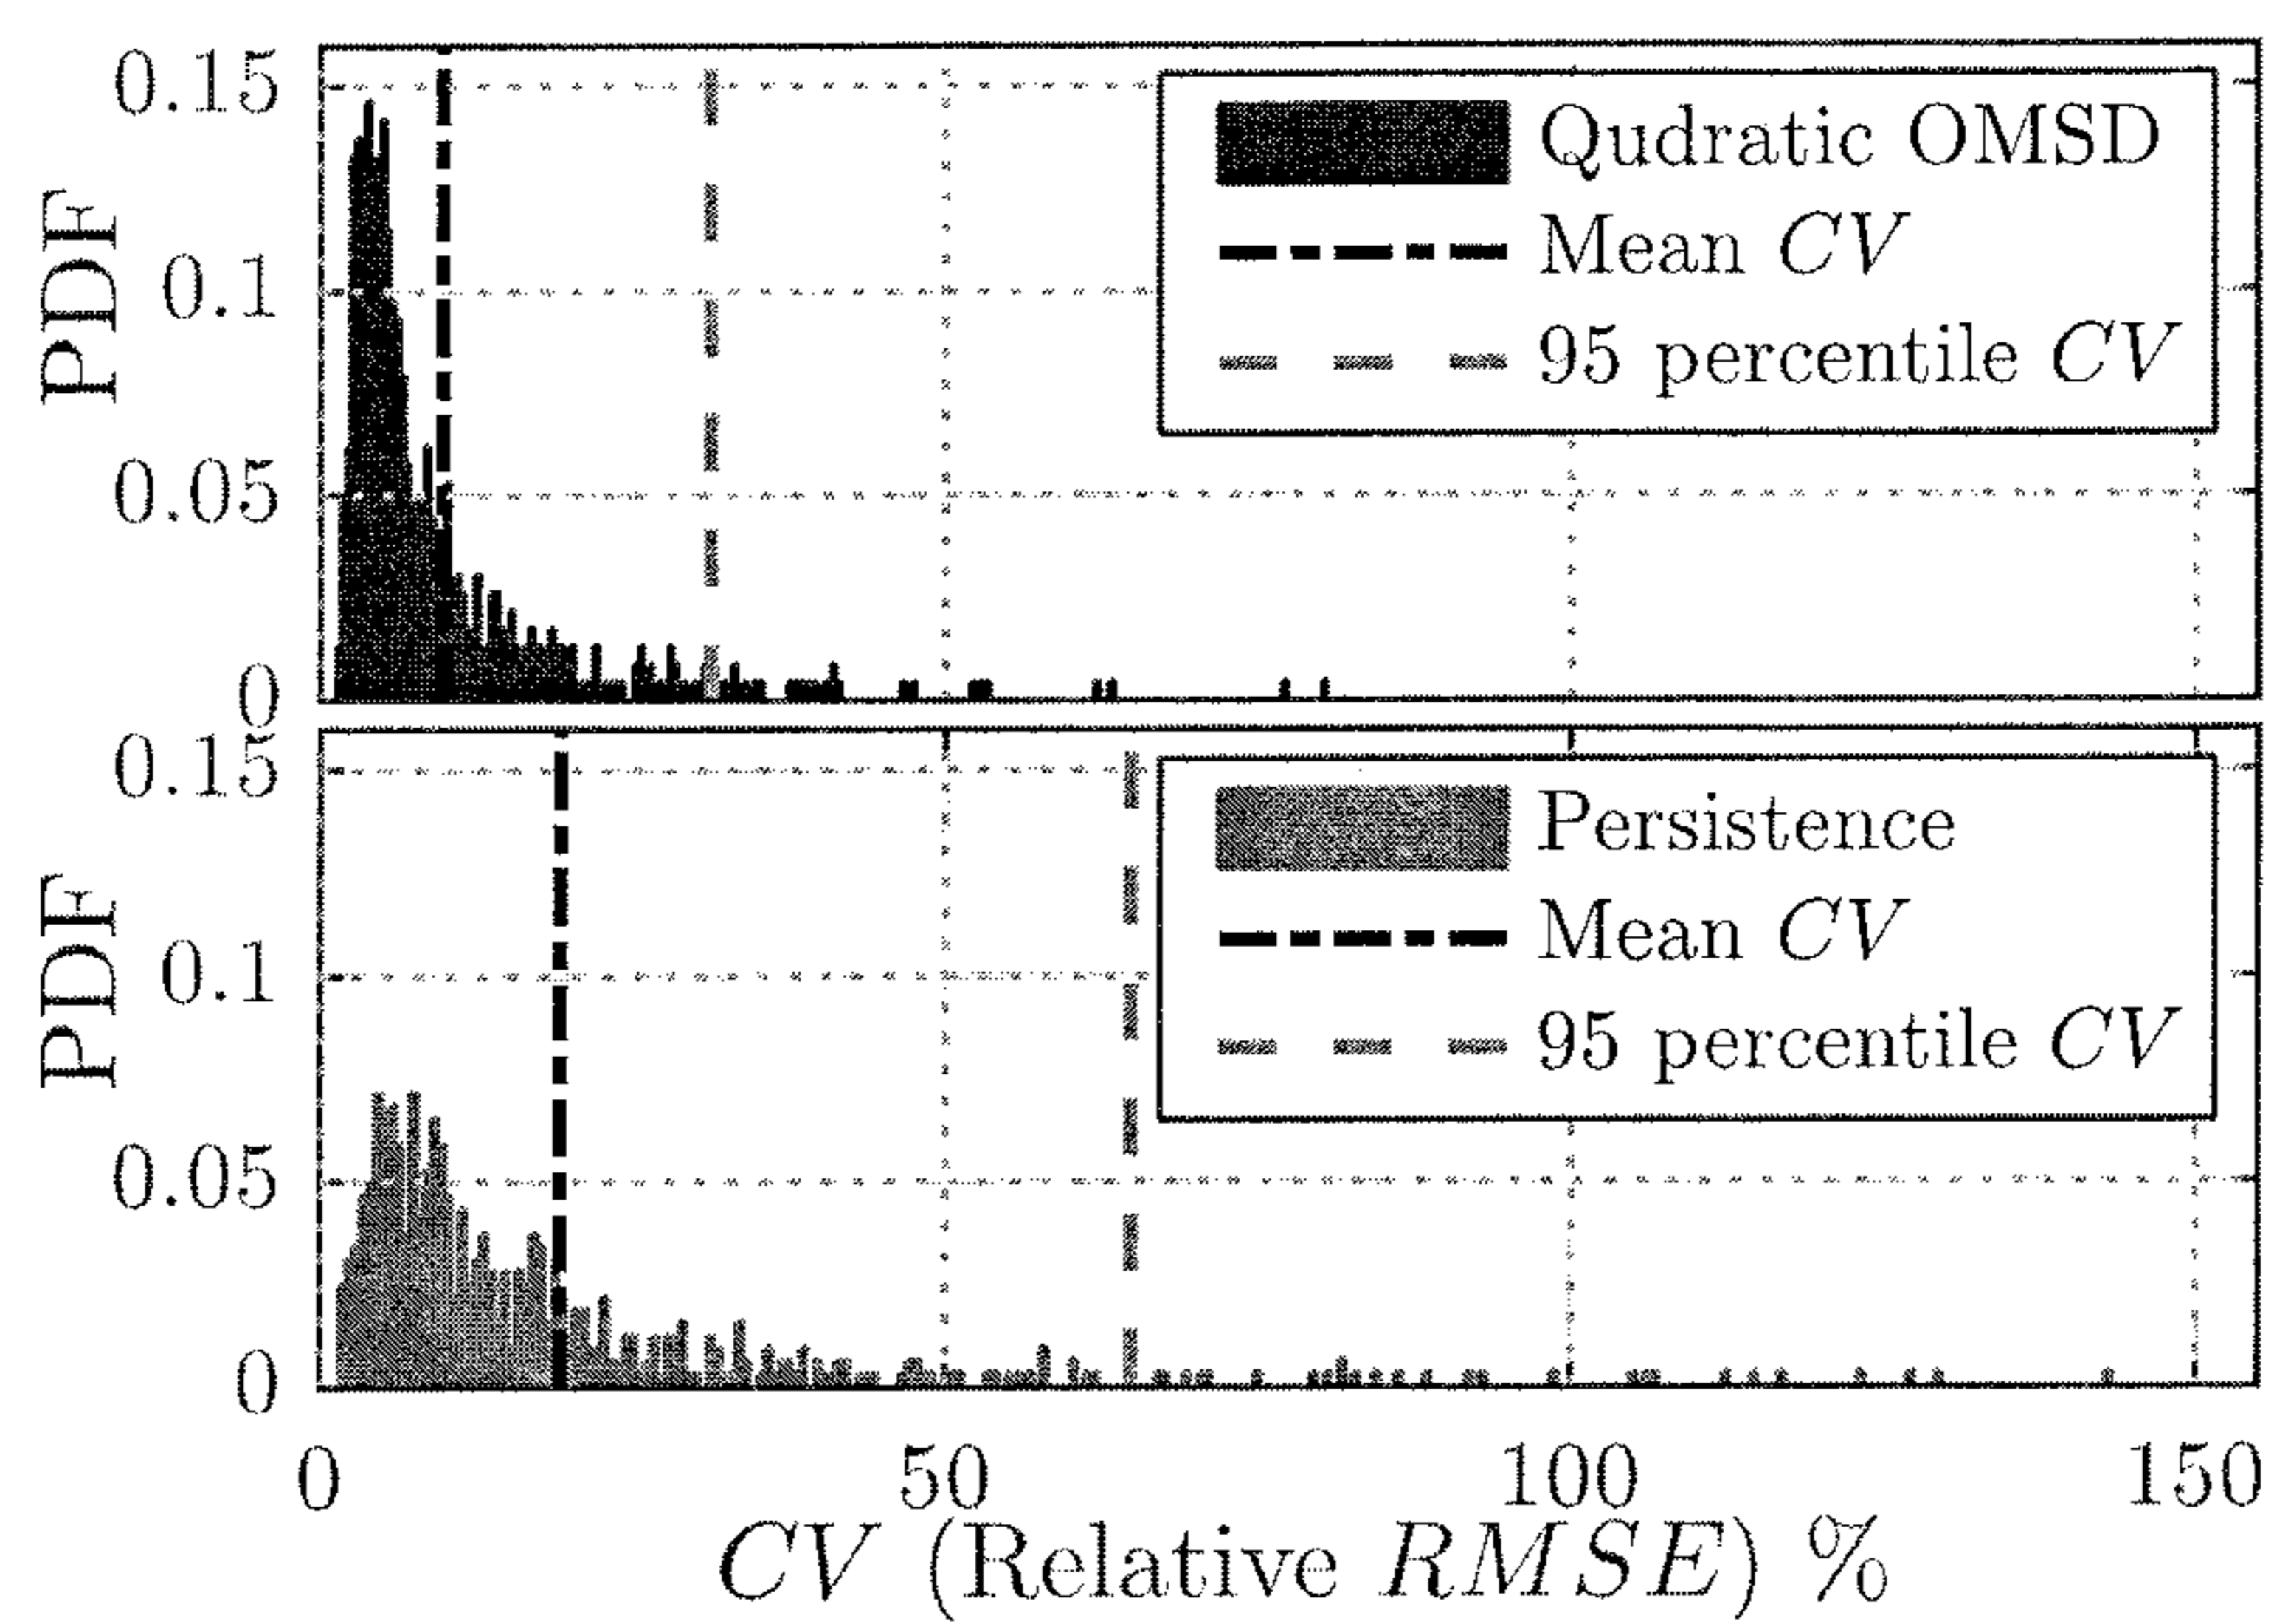 0.15
0.1
0.05
0
PDF
Qudratic OMSD
Mean CV
95 percentile CV
0.15
0.1
0.05
0
PDF
Persistence
Mean CV
95 percentile CV
0 50 100 150
CV (Relative RMSE) %